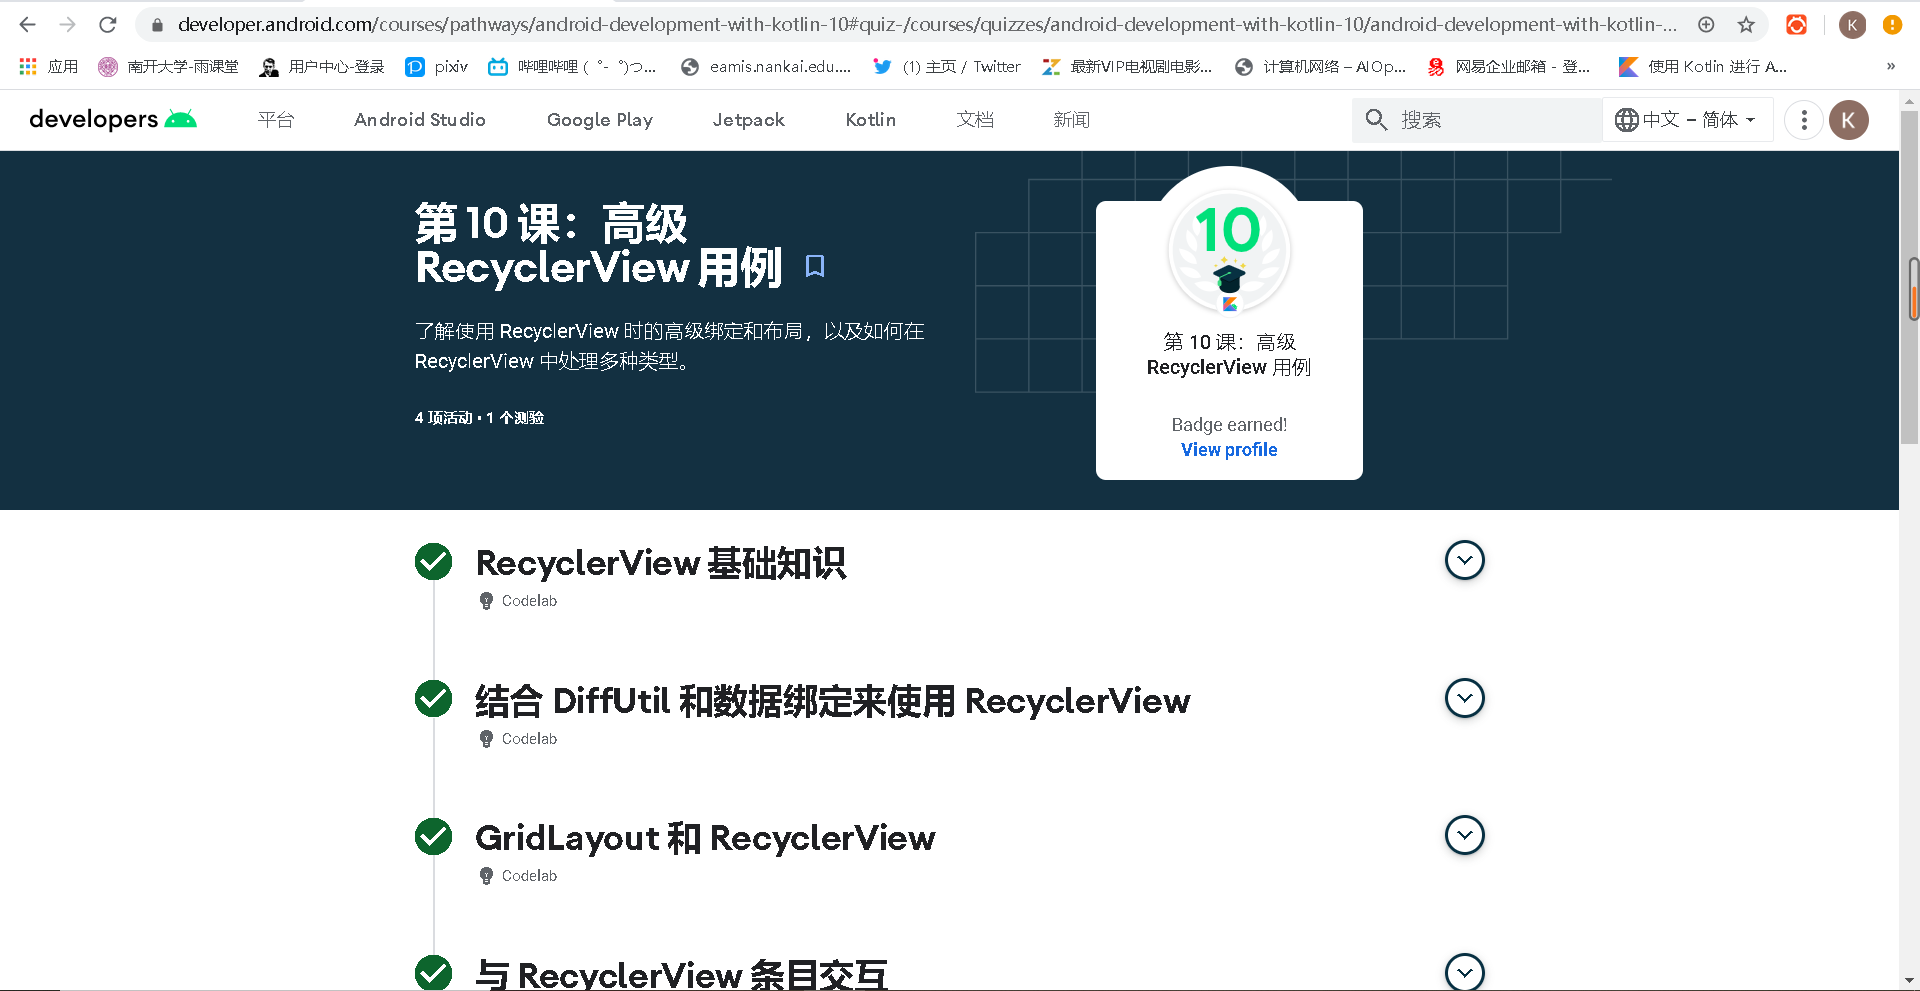 developer.android.com/courses/pathways/android-development-with-kotlin-10#quiz-/courses/quizzes/android-development-with-kotlin-10/android-development-with-kotlin-...
K
应用
南开大学-雨课堂
用户中心-登录
pixiv
哔哩哔哩 ( ゜- ゜)つ...
eamis.nankai.edu....
(1) 主页 / Twitter
最新VIP电视剧电影...
计算机网络 – AIOp...
网易企业邮箱 - 登...
使用 Kotlin 进行 A...
»
developers
平台
Android Studio
Google Play
Jetpack
Kotlin
文档
新闻
搜索
中文 – 简体
K
第 10 课：高级
RecyclerView 用例
了解使用 RecyclerView 时的高级绑定和布局，以及如何在
RecyclerView 中处理多种类型。
4 项活动 • 1 个测验
10
第 10 课：高级
RecyclerView 用例
Badge earned!
View profile
RecyclerView 基础知识
Codelab
结合 DiffUtil 和数据绑定来使用 RecyclerView
Codelab
GridLayout 和 RecyclerView
Codelab
与 RecyclerView 条目交互